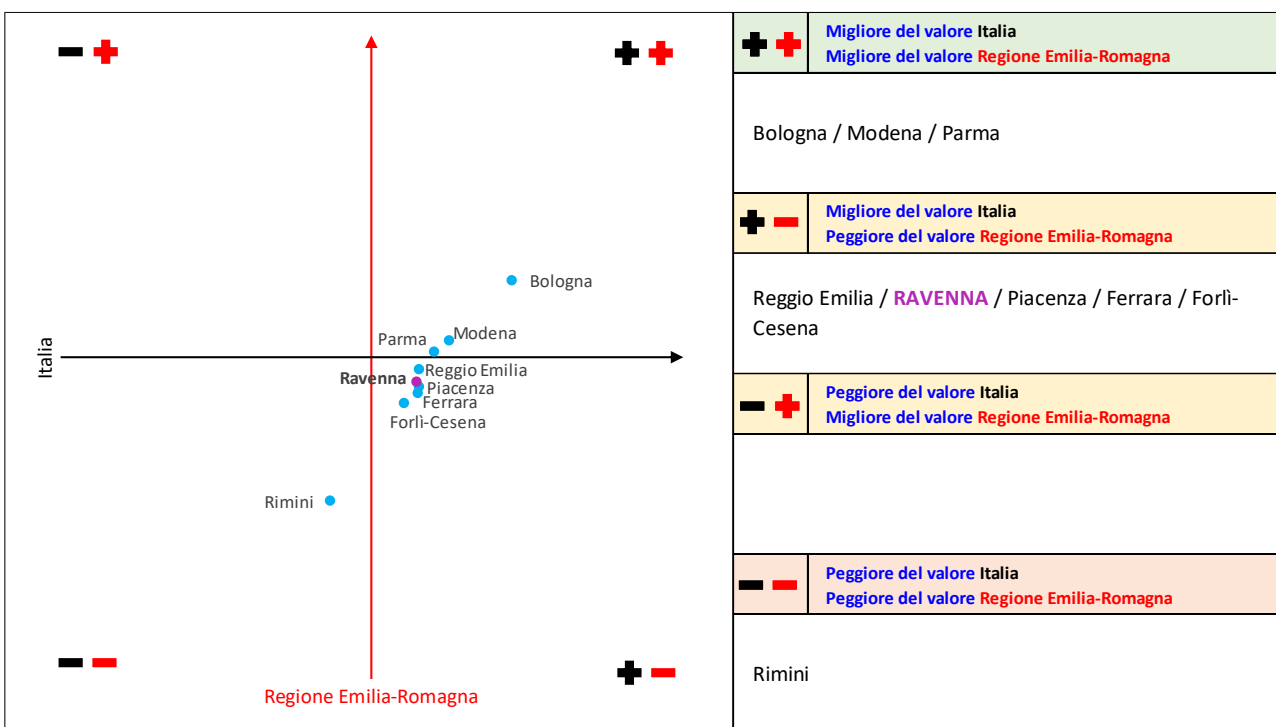 Bologna
Modena
Parma
Italia
Reggio Emilia
Ravenna
Piacenza
Ferrara
Forlì-Cesena
Rimini
Regione Emilia-Romagna
Migliore del valore Italia
Migliore del valore Regione Emilia-Romagna
Bologna / Modena / Parma
Migliore del valore Italia
Peggiore del valore Regione Emilia-Romagna
Reggio Emilia / RAVENNA / Piacenza / Ferrara / Forlì-
Cesena
Peggiore del valore Italia
Migliore del valore Regione Emilia-Romagna
Peggiore del valore Italia
Peggiore del valore Regione Emilia-Romagna
Rimini